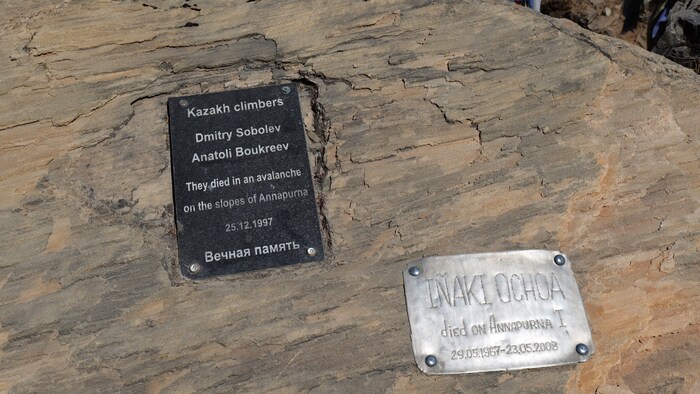 Kazakh climbers
Dmitry Sobolev
Anatoli Boukreev
They died in an avalanche
on the slopes of Annapurna
25.12.1997
Вечная память
IÑAKI OCHOA
died on ANNAPURNA I
29.05.1967-23.05.2008